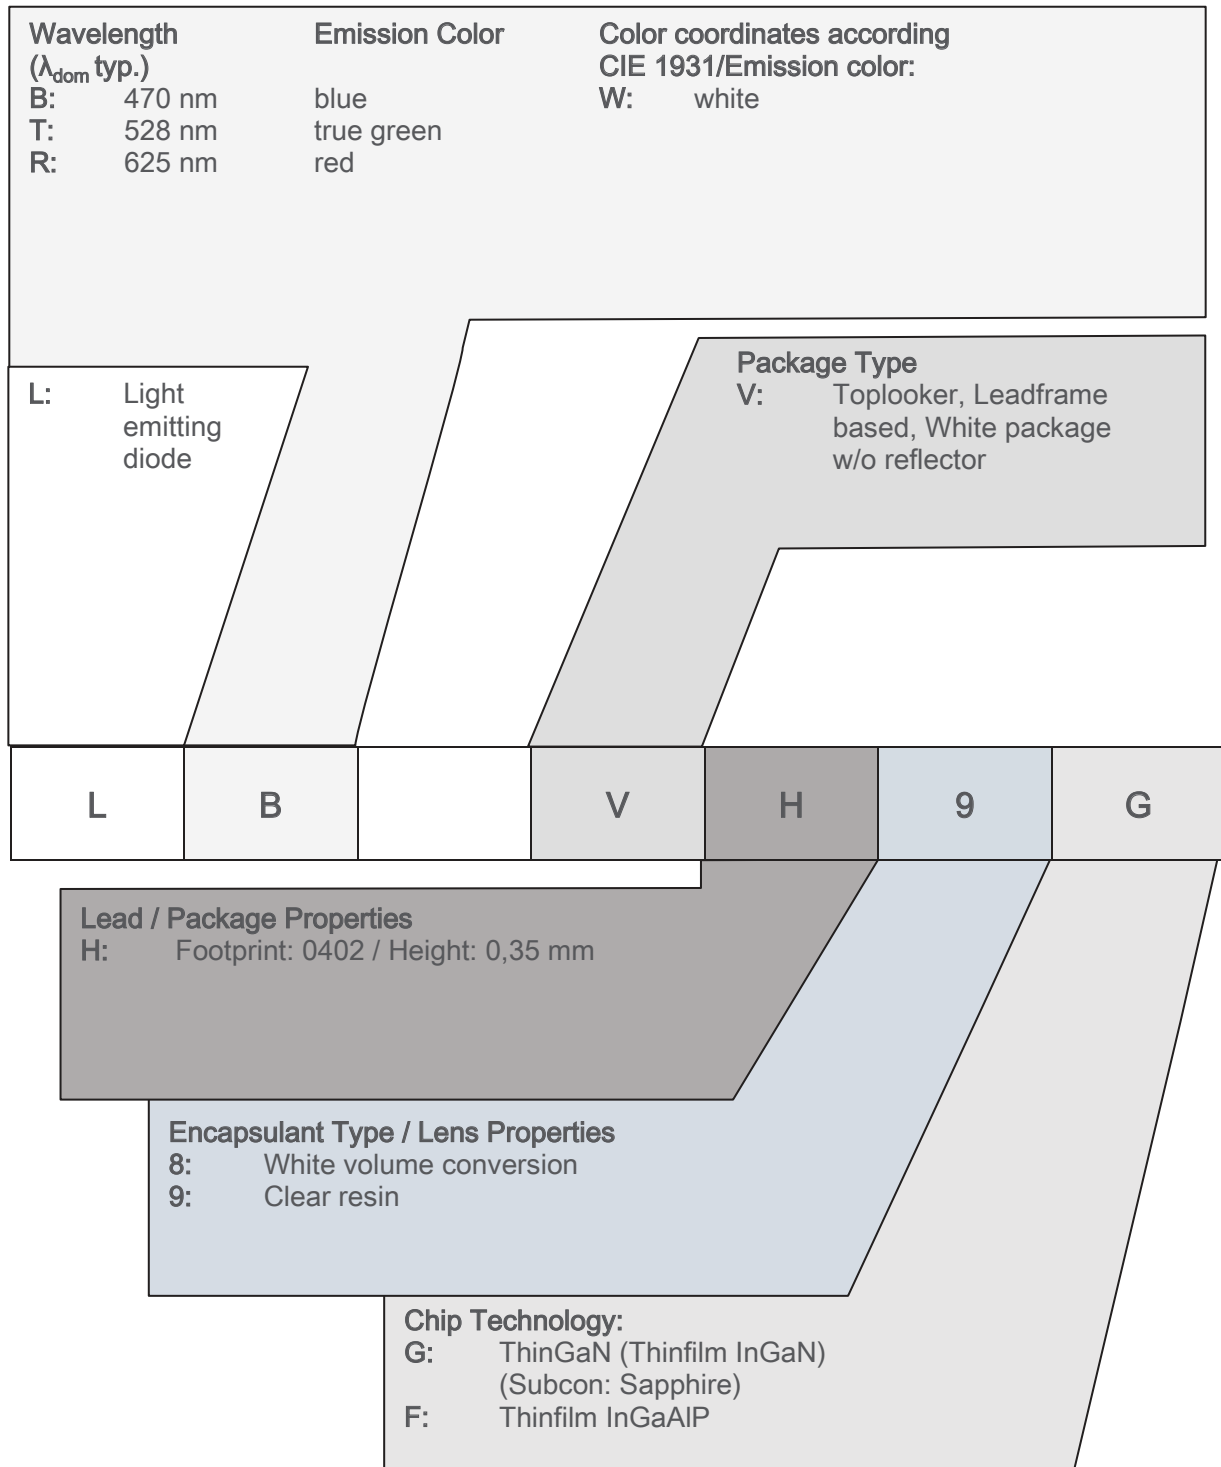 Wavelength Emission Color Color coordinates according
(λdom typ.) CIE 1931/Emission color:
B: 470 nm blue W: white
T: 528 nm true green
R: 625 nm red
L: Light
emitting
diode
Package Type
V: Toplooker, Leadframe
based, White package
w/o reflector
L B V H 9 G
Lead / Package Properties
H: Footprint: 0402 / Height: 0,35 mm
Encapsulant Type / Lens Properties
8: White volume conversion
9: Clear resin
Chip Technology:
G: ThinGaN (Thinfilm InGaN)
(Subcon: Sapphire)
F: Thinfilm InGaAlP